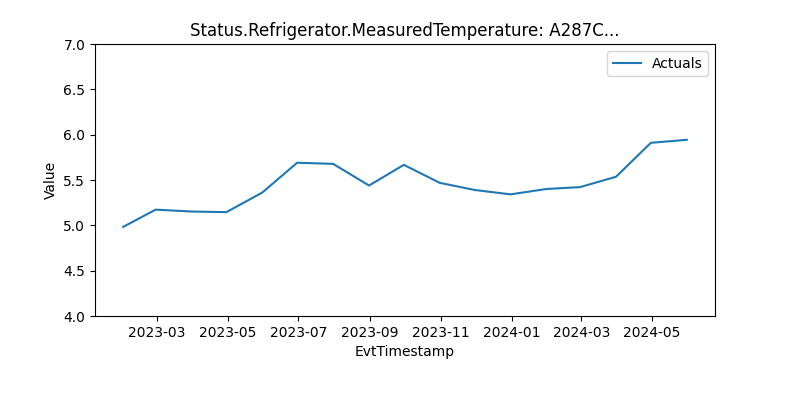 Status.Refrigerator.MeasuredTemperature: A287C...
7.0
Actuals
6.5
6.0
5.5
5.0
4.5
4.0
Value
2023-03 2023-05 2023-07 2023-09 2023-11 2024-01 2024-03 2024-05
EvtTimestamp